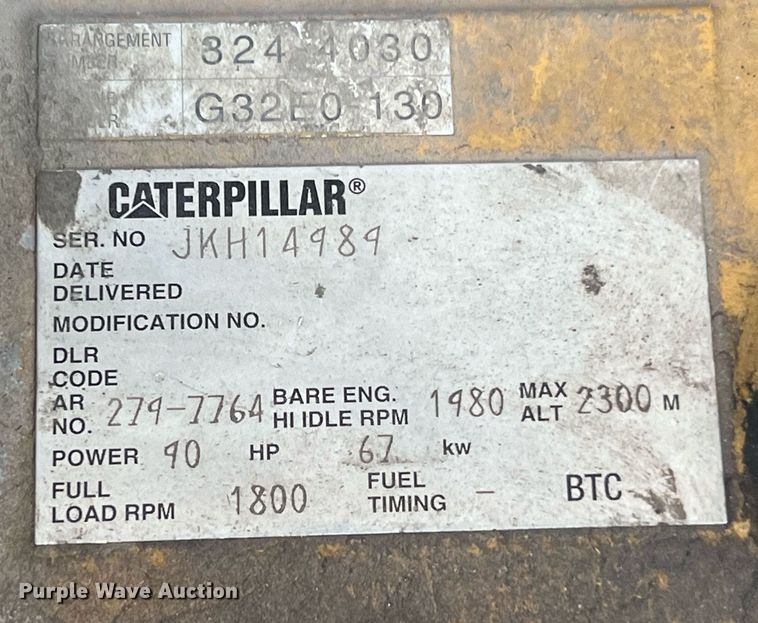 ARRANGEMENT 324 4030
G32E0 130
CATERPILLAR®
SER. NO JKH14989
DATE
DELIVERED
MODIFICATION NO.
DLR
CODE
AR NO. 279-7764 BARE ENG. HI IDLE RPM 1980 MAX ALT 2300 M
POWER 90 HP 67 kw
FULL LOAD RPM 1800 FUEL TIMING - BTC
Purple Wave Auction